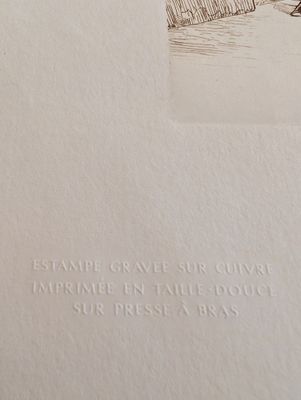 ESTAMPE GRAVÉE SUR CUIVRE
IMPRIMÉE EN TAILLE-DOUCE
SUR PRESSE À BRAS